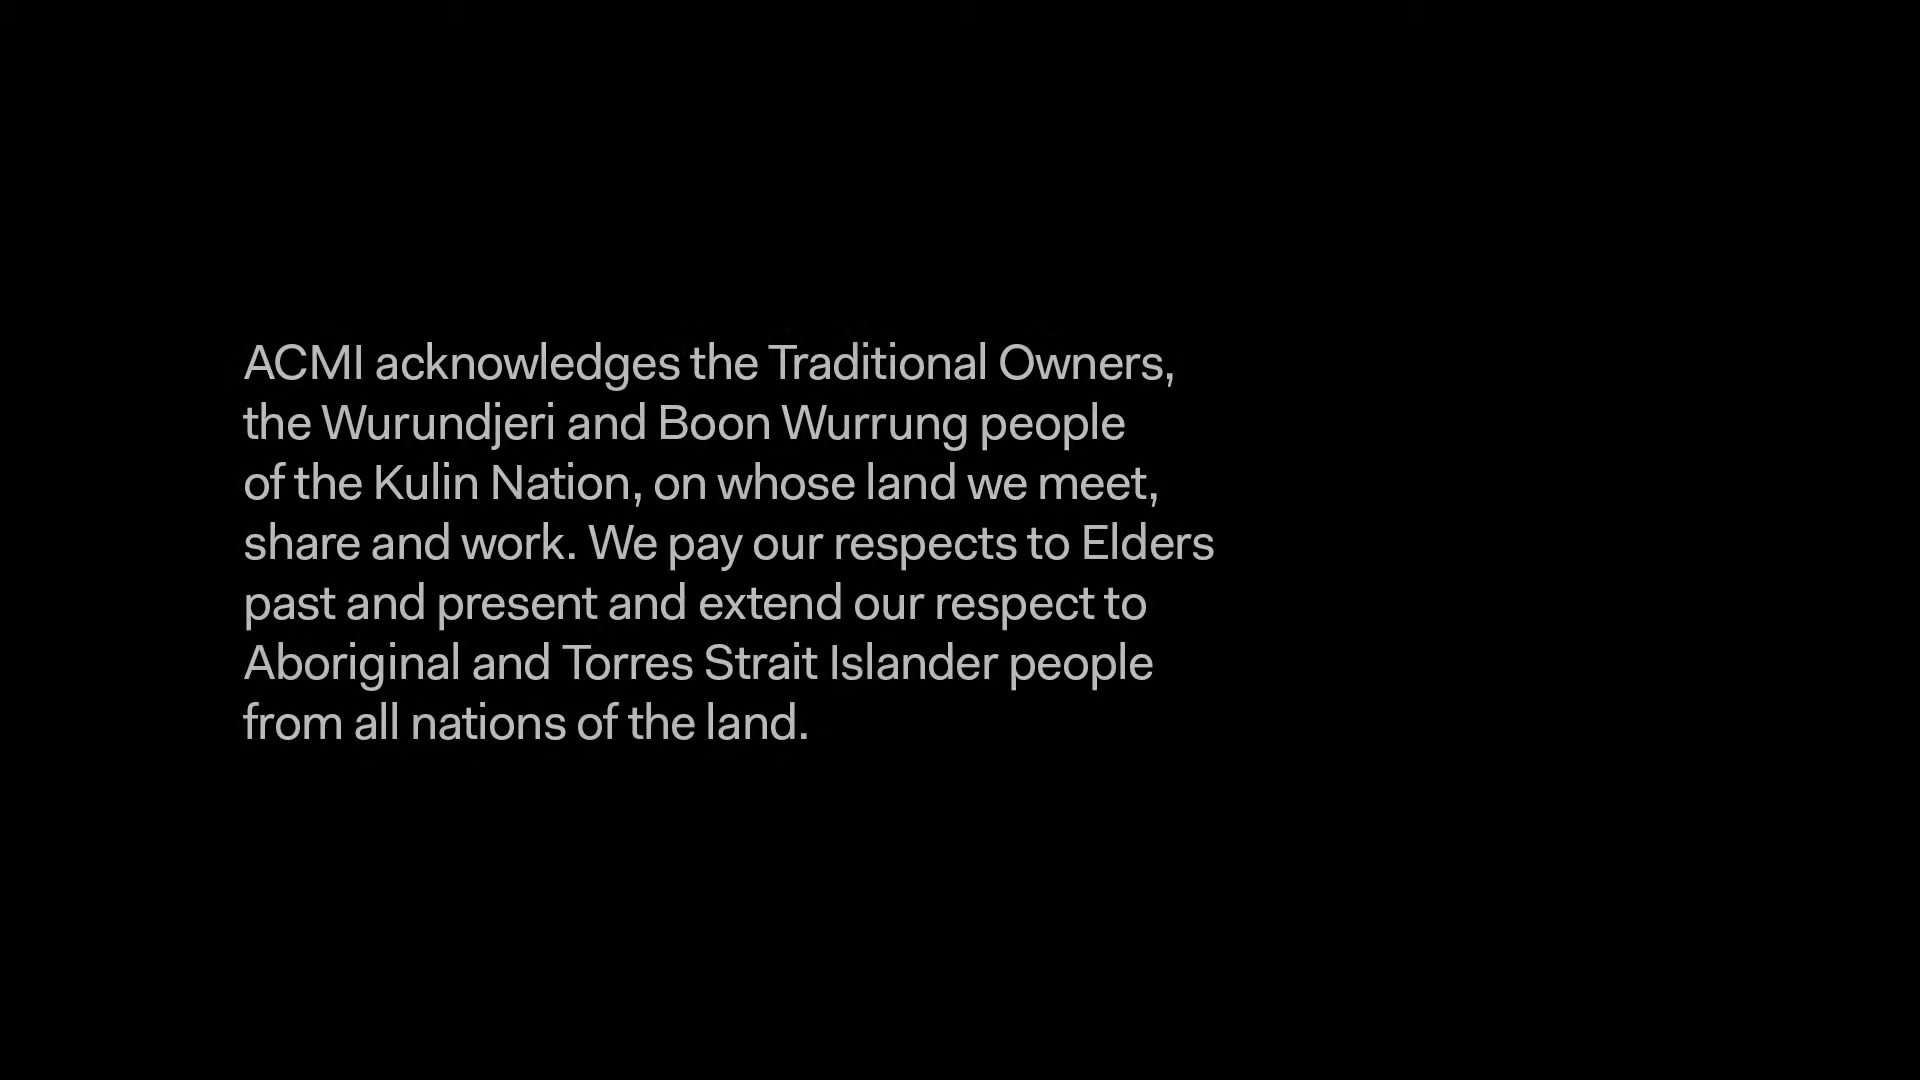 ACMI acknowledges the Traditional Owners,
the Wurundjeri and Boon Wurrung people
of the Kulin Nation, on whose land we meet,
share and work. We pay our respects to Elders
past and present and extend our respect to
Aboriginal and Torres Strait Islander people
from all nations of the land.